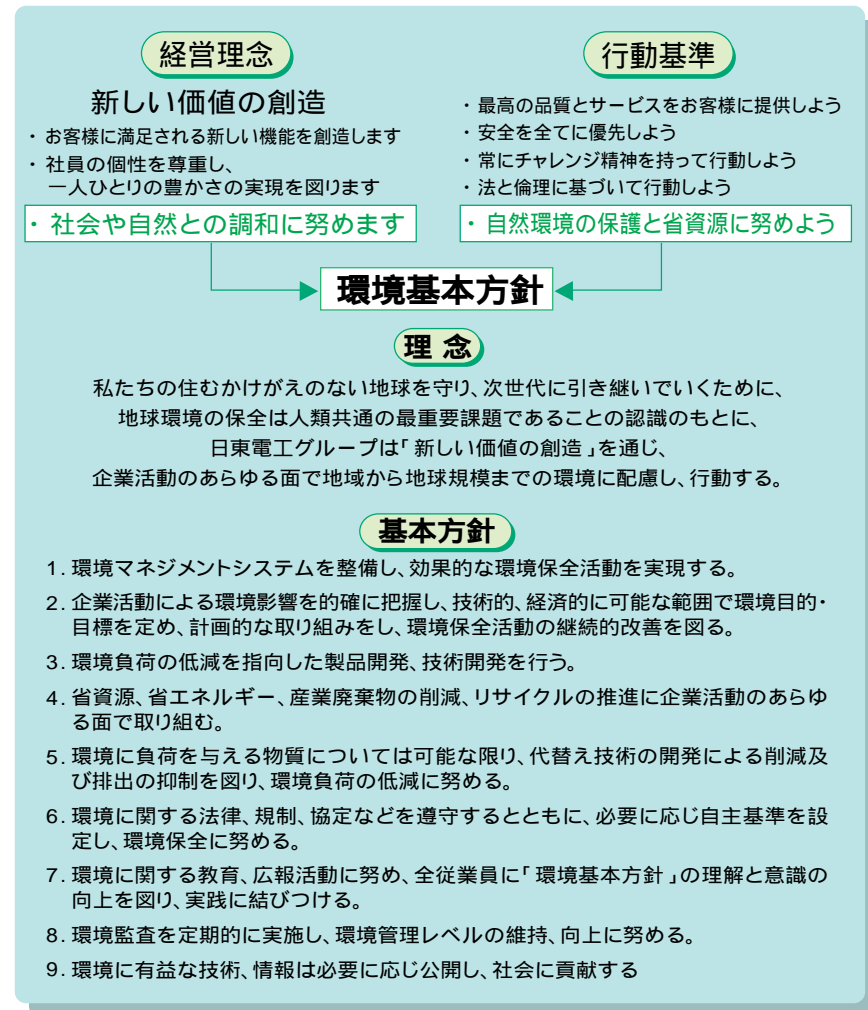 経営理念
新しい価値の創造
・お客様に満足される新しい機能を創造します
・社員の個性を尊重し、
一人ひとりの豊かさの実現を図ります
・社会や自然との調和に努めます
行動基準
・最高の品質とサービスをお客様に提供しよう
・安全を全てに優先しよう
・常にチャレンジ精神を持って行動しよう
・法と倫理に基づいて行動しよう
・自然環境の保護と省資源に努めよう
環境基本方針
理 念
私たちの住むかけがえのない地球を守り、次世代に引き継いでいくために、
地球環境の保全は人類共通の最重要課題であることの認識のもとに、
日東電工グループは「新しい価値の創造」を通じ、
企業活動のあらゆる面で地域から地球規模までの環境に配慮し、行動する。
基本方針
1. 環境マネジメントシステムを整備し、効果的な環境保全活動を実現する。
2. 企業活動による環境影響を的確に把握し、技術的、経済的に可能な範囲で環境目的・
目標を定め、計画的な取り組みをし、環境保全活動の継続的改善を図る。
3. 環境負荷の低減を指向した製品開発、技術開発を行う。
4. 省資源、省エネルギー、産業廃棄物の削減、リサイクルの推進に企業活動のあらゆ
る面で取り組む。
5. 環境に負荷を与える物質については可能な限り、代替え技術の開発による削減及
び排出の抑制を図り、環境負荷の低減に努める。
6. 環境に関する法律、規制、協定などを遵守するとともに、必要に応じ自主基準を設
定し、環境保全に努める。
7. 環境に関する教育、広報活動に努め、全従業員に「環境基本方針」の理解と意識の
向上を図り、実践に結びつける。
8. 環境監査を定期的に実施し、環境管理レベルの維持、向上に努める。
9. 環境に有益な技術、情報は必要に応じ公開し、社会に貢献する